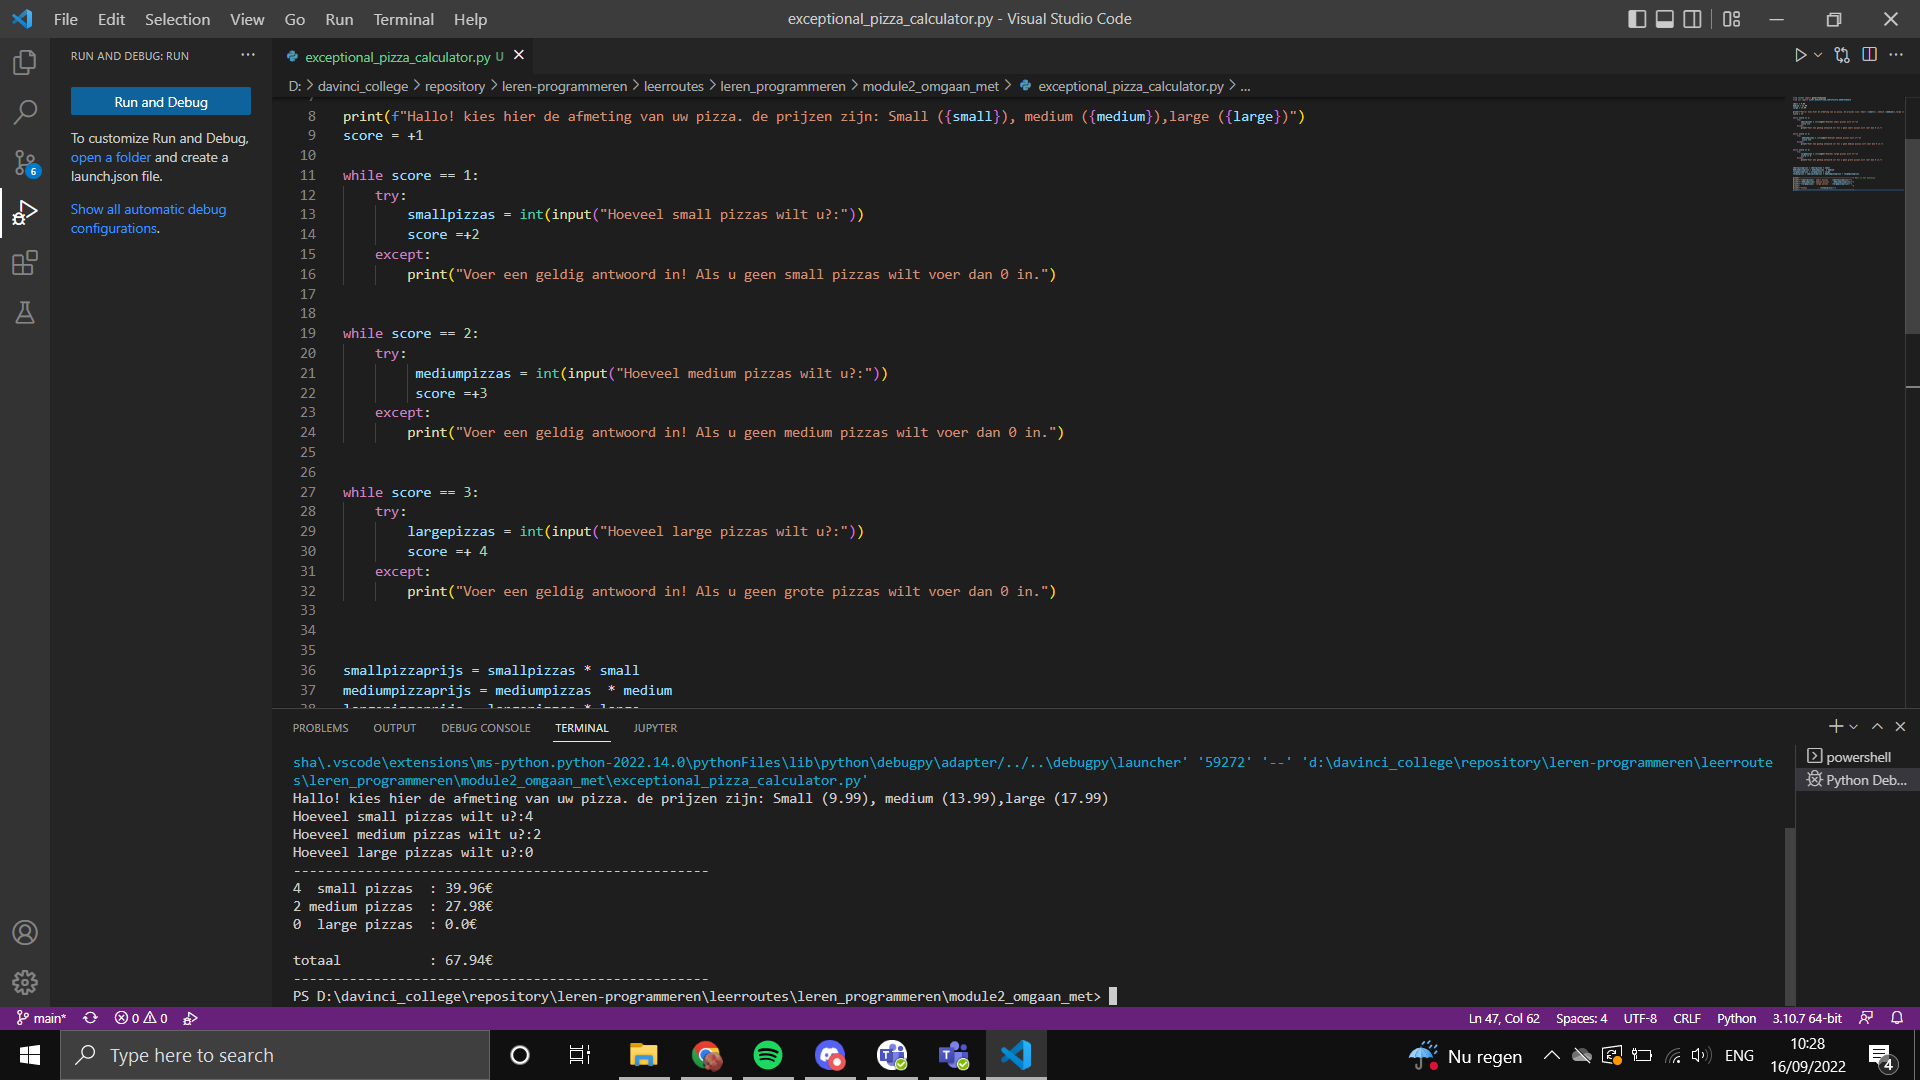 File Edit Selection View Go Run Terminal Help
exceptional_pizza_calculator.py - Visual Studio Code
RUN AND DEBUG: RUN
Run and Debug
To customize Run and Debug,
open a folder and create a
launch.json file.
Show all automatic debug
configurations.
6
exceptional_pizza_calculator.py U
D: > davinci_college > repository > leren-programmeren > leerroutes > leren_programmeren > module2_omgaan_met > exceptional_pizza_calculator.py > ...
8 print(f"Hallo! kies hier de afmeting van uw pizza. de prijzen zijn: Small ({small}), medium ({medium}),large ({large})")
9 score = +1
10
11 while score == 1:
12 try:
13 smallpizzas = int(input("Hoeveel small pizzas wilt u?:"))
14 score =+2
15 except:
16 print("Voer een geldig antwoord in! Als u geen small pizzas wilt voer dan 0 in.")
17
18
19 while score == 2:
20 try:
21 mediumpizzas = int(input("Hoeveel medium pizzas wilt u?:"))
22 score =+3
23 except:
24 print("Voer een geldig antwoord in! Als u geen medium pizzas wilt voer dan 0 in.")
25
26
27 while score == 3:
28 try:
29 largepizzas = int(input("Hoeveel large pizzas wilt u?:"))
30 score =+ 4
31 except:
32 print("Voer een geldig antwoord in! Als u geen grote pizzas wilt voer dan 0 in.")
33
34
35
36 smallpizzaprijs = smallpizzas * small
37 mediumpizzaprijs = mediumpizzas  * medium
PROBLEMS OUTPUT DEBUG CONSOLE TERMINAL JUPYTER
sha\.vscode\extensions\ms-python.python-2022.14.0\pythonFiles\lib\python\debugpy\adapter/../..\debugpy\launcher' '59272' '--' 'd:\davinci_college\repository\leren-programmeren\leerroute
s\leren_programmeren\module2_omgaan_met\exceptional_pizza_calculator.py'
Hallo! kies hier de afmeting van uw pizza. de prijzen zijn: Small (9.99), medium (13.99),large (17.99)
Hoeveel small pizzas wilt u?:4
Hoeveel medium pizzas wilt u?:2
Hoeveel large pizzas wilt u?:0
----------------------------------------------------
4  small pizzas  : 39.96€
2 medium pizzas  : 27.98€
0  large pizzas  : 0.0€
totaal           : 67.94€
----------------------------------------------------
PS D:\davinci_college\repository\leren-programmeren\leerroutes\leren_programmeren\module2_omgaan_met>
powershell
Python Deb...
main* 0 0
Ln 47, Col 62 Spaces: 4 UTF-8 CRLF Python 3.10.7 64-bit
Type here to search
Nu regen
ENG
10:28
16/09/2022
4